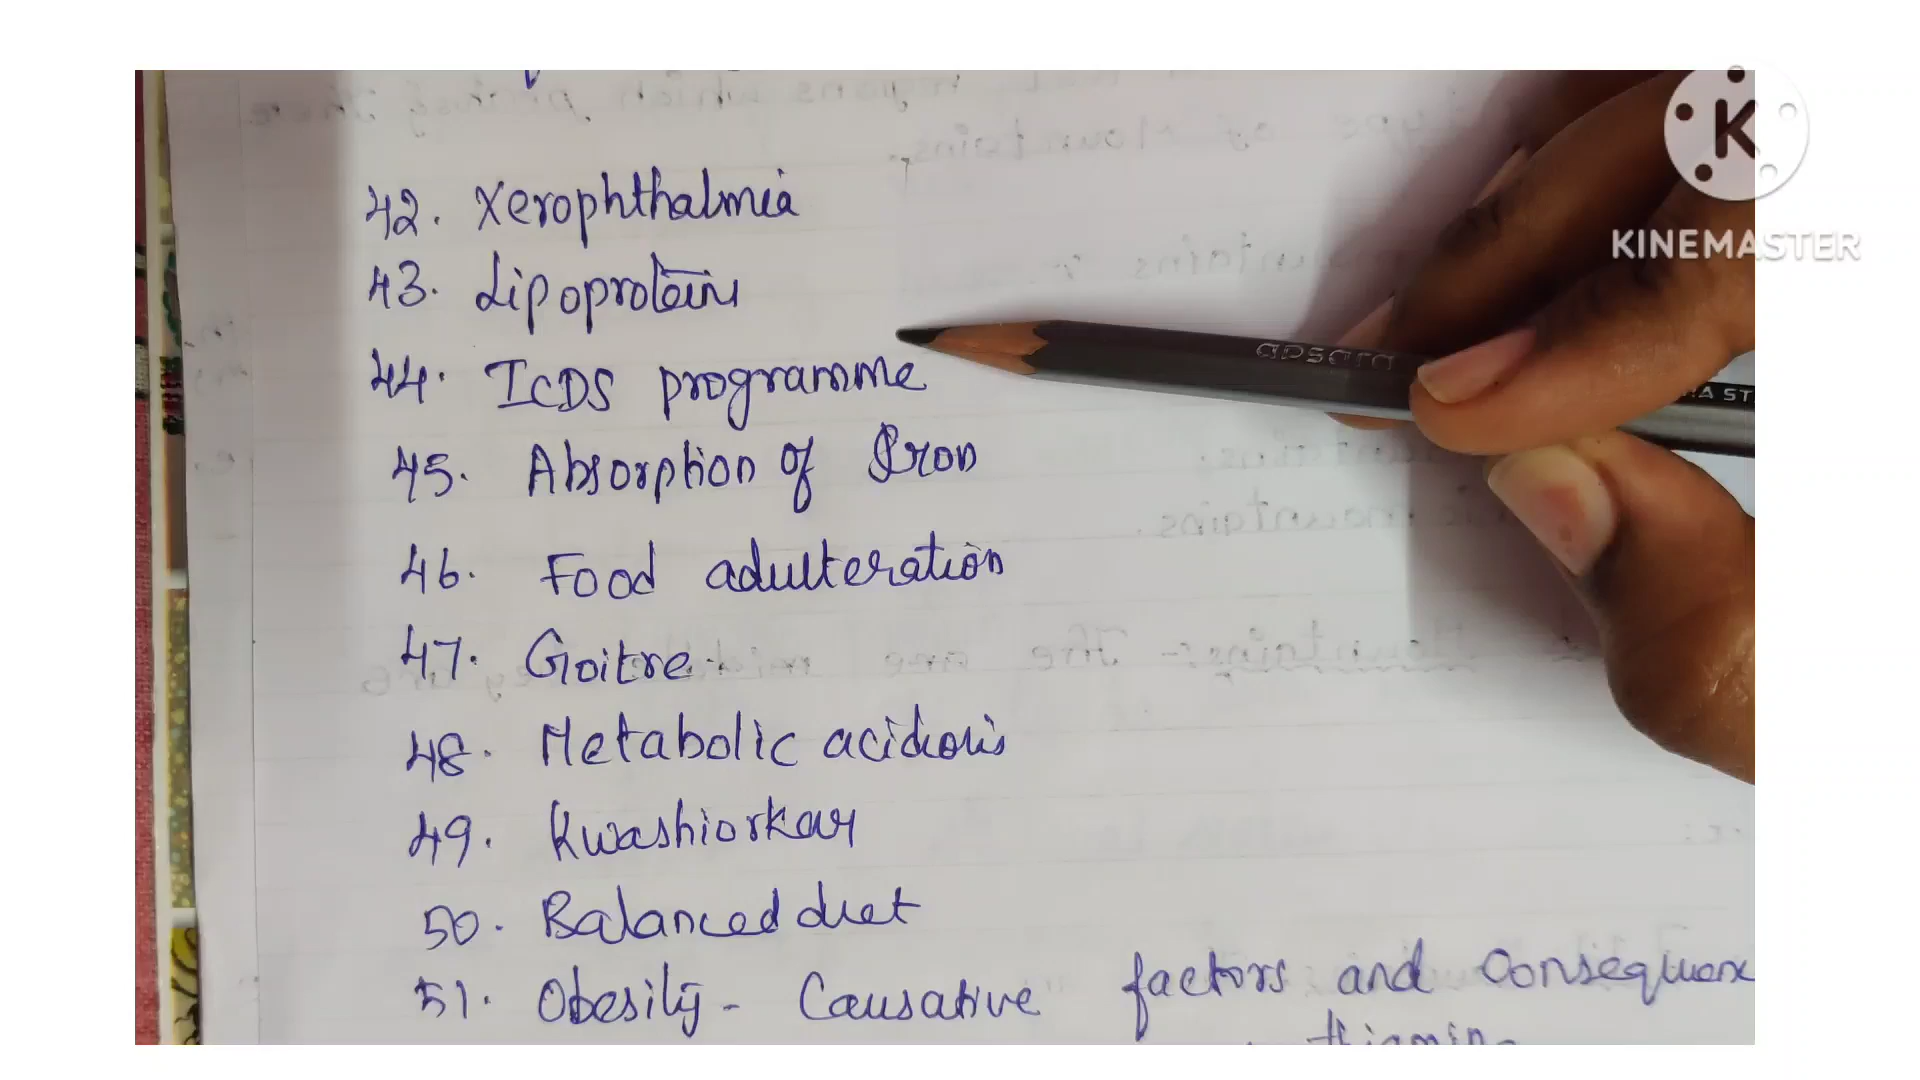 42. Xerophthalmia
43. Lipoprotein
44. ICDS programme
45. Absorption of Iron
46. Food adulteration
47. Goitre.
48. Metabolic acidosis
49. Kwashiorkar
50. Balanced diet
51. Obesity - Causative factors and consequence
thiamin
K
KINEMASTER
apsara